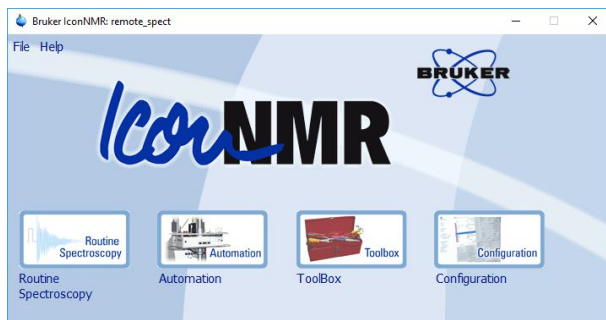 Bruker IconNMR: remote_spect
File Help
BRUKER
IconNMR
Routine
Spectroscopy
Automation
Toolbox
Configuration
Routine
Spectroscopy
Automation
ToolBox
Configuration